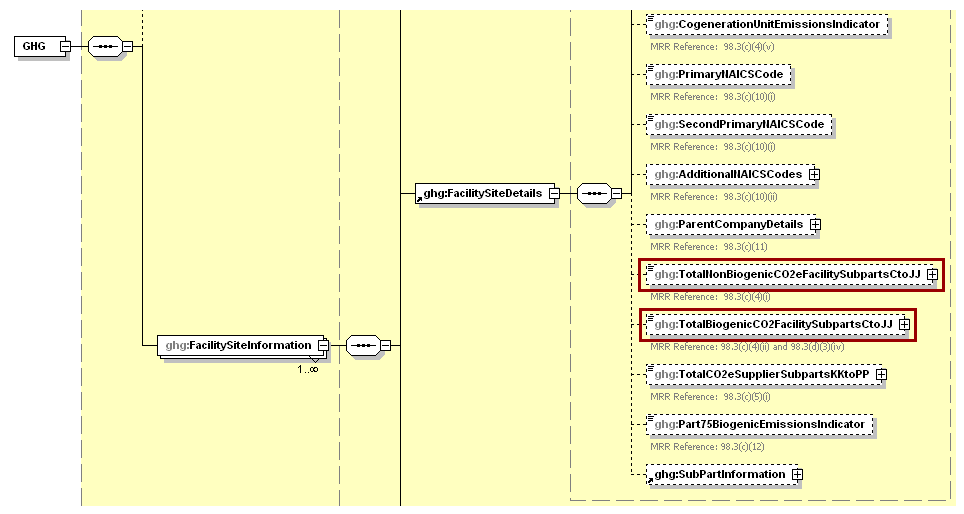 ghg:CogenerationUnitEmissionsIndicator
GHG
MRR Reference: 98.3(c)(4)(v)
ghg:PrimaryNAICSCode
MRR Reference: 98.3(c)(10)(i)
ghg:SecondPrimaryNAICSCode
MRR Reference: 98.3(c)(10)(i)
ghg:AdditionalNAICSCodes
MRR Reference: 98.3(c)(10)(ii)
ghg:FacilitySiteDetails
ghg:ParentCompanyDetails
MRR Reference: 98.3(c)(11)
ghg:TotalNonBiogenicCO2eFacilitySubpartsCtoJJ
MRR Reference: 98.3(c)(4)(i)
ghg:TotalBiogenicCO2FacilitySubpartsCtoJJ
MRR Reference: 98.3(c)(4)(ii) and 98.3(d)(3)(iv)
ghg:FacilitySiteInformation
1..∞
ghg:TotalCO2eSupplierSubpartsKKtoPP
MRR Reference: 98.3(c)(5)(i)
ghg:Part75BiogenicEmissionsIndicator
MRR Reference: 98.3(c)(12)
ghg:SubPartInformation